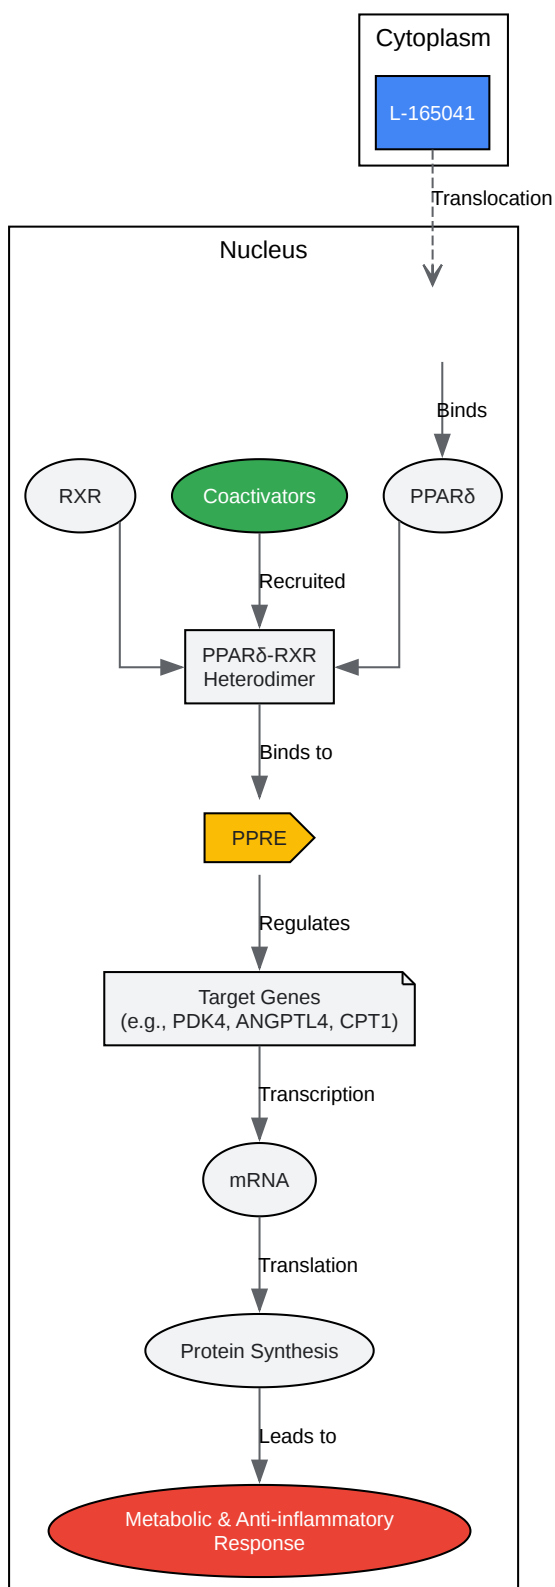 Cytoplasm
L-165041
Translocation
Nucleus
Binds
RXR
Coactivators
PPARδ
Recruited
PPARδ-RXR
Heterodimer
Binds to
PPRE
Regulates
Target Genes
(e.g., PDK4, ANGPTL4, CPT1)
Transcription
mRNA
Translation
Protein Synthesis
Leads to
Metabolic & Anti-inflammatory
Response